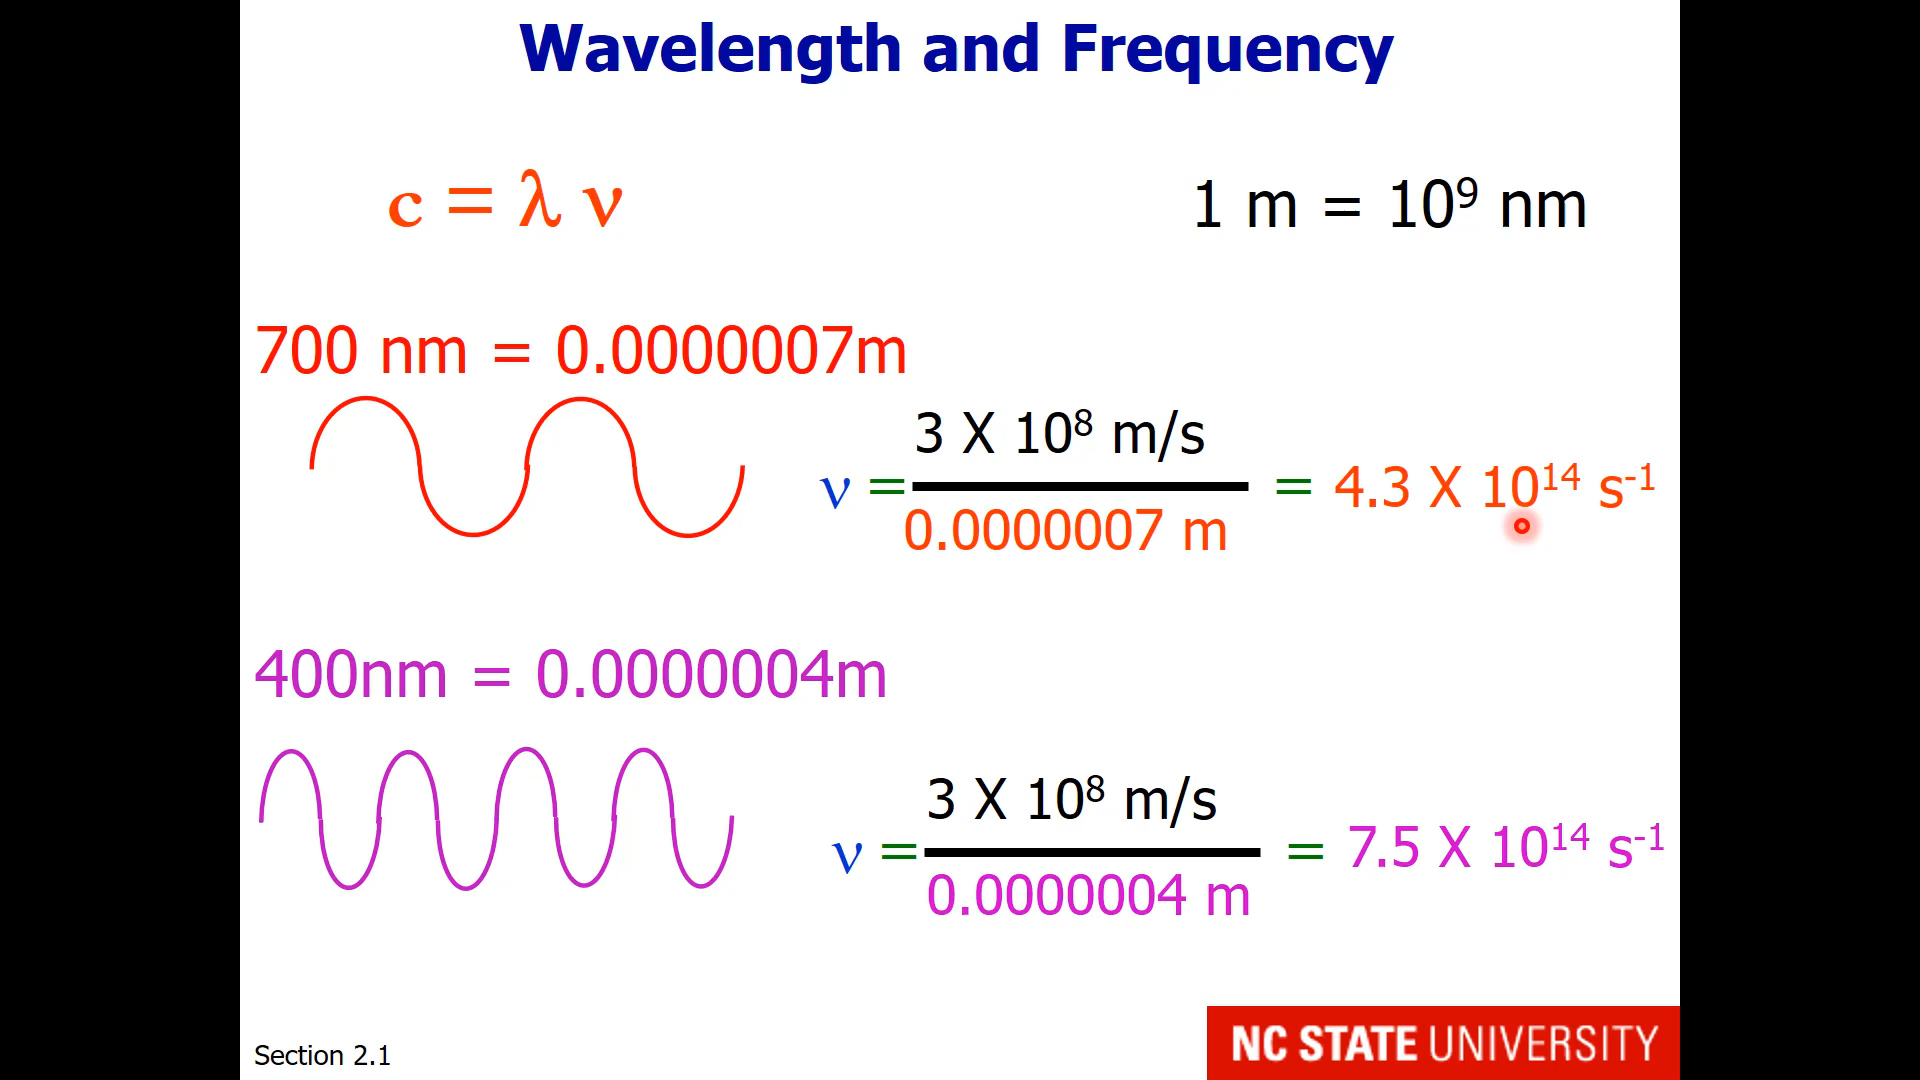 Wavelength and Frequency
c = λ ν
1 m = 10⁹ nm
700 nm = 0.0000007m
3 X 10⁸ m/s
ν = = 4.3 X 10¹⁴ s⁻¹
0.0000007 m
400nm = 0.0000004m
3 X 10⁸ m/s
ν = = 7.5 X 10¹⁴ s⁻¹
0.0000004 m
Section 2.1
NC STATE UNIVERSITY